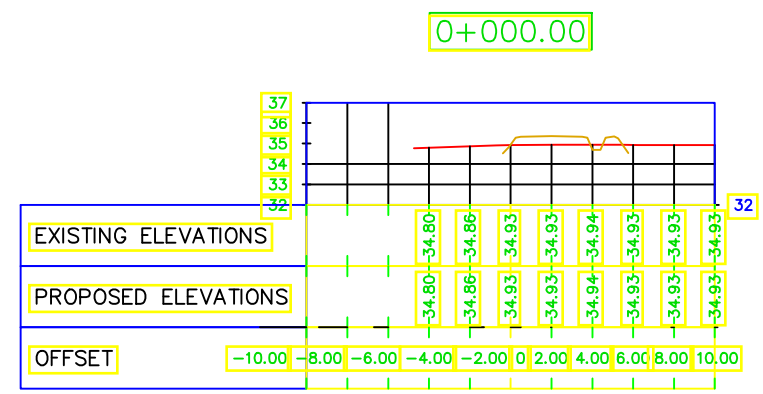 0+000.00
37
36
35
34
33
32
32
EXISTING ELEVATIONS 34.80 34.86 34.93 34.93 34.94 34.93 34.93 34.93
PROPOSED ELEVATIONS 34.80 34.86 34.93 34.93 34.94 34.93 34.93 34.93
OFFSET -10.00 -8.00 -6.00 -4.00 -2.00 0 2.00 4.00 6.00 8.00 10.00